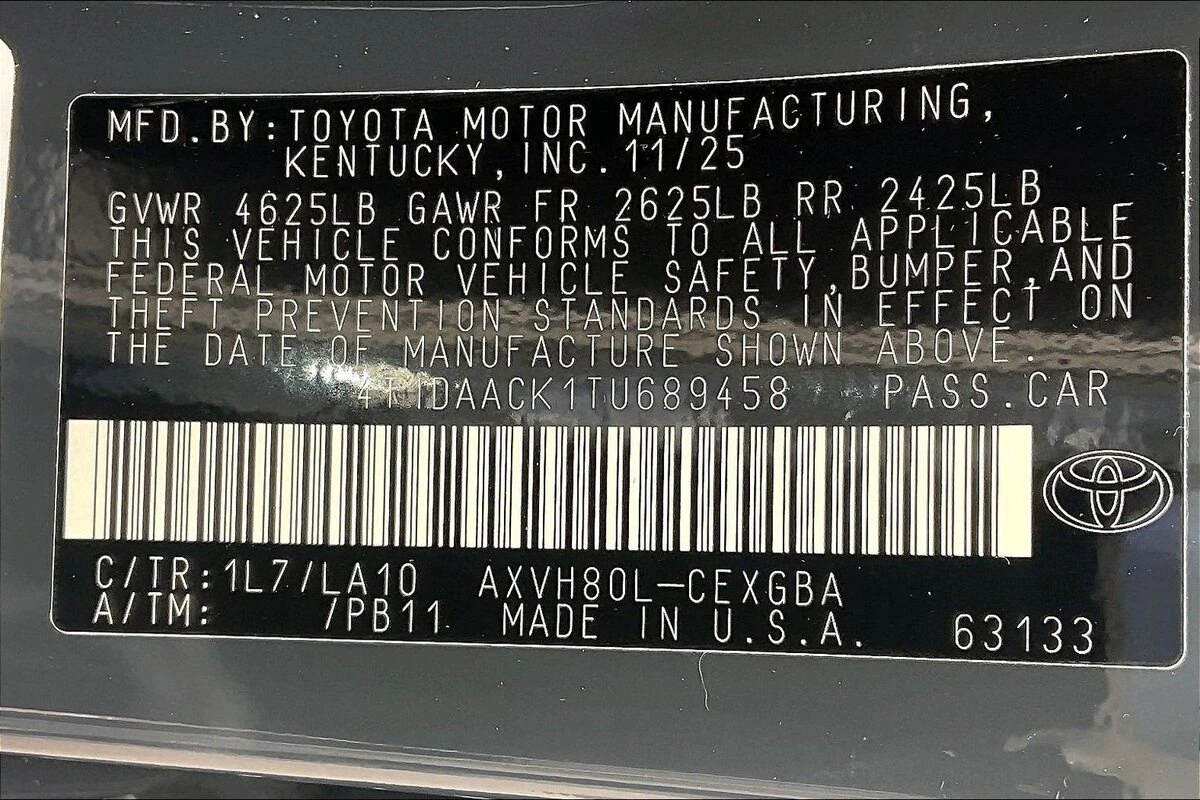 MFD.BY:TOYOTA MOTOR MANUFACTURING,
KENTUCKY,INC.11/25
GVWR 4625LB GAWR FR 2625LB RR 2425LB
THIS VEHICLE CONFORMS TO ALL APPLICABLE
FEDERAL MOTOR VEHICLE SAFETY,BUMPER,AND
THEFT PREVENTION STANDARDS IN EFFECT ON
THE DATE OF MANUFACTURE SHOWN ABOVE.
4T1DAACK1TU689458 PASS.CAR
C/TR:1L7/LA10 AXVH80L-CEXGBA
A/TM: /PB11 MADE IN U.S.A. 63133